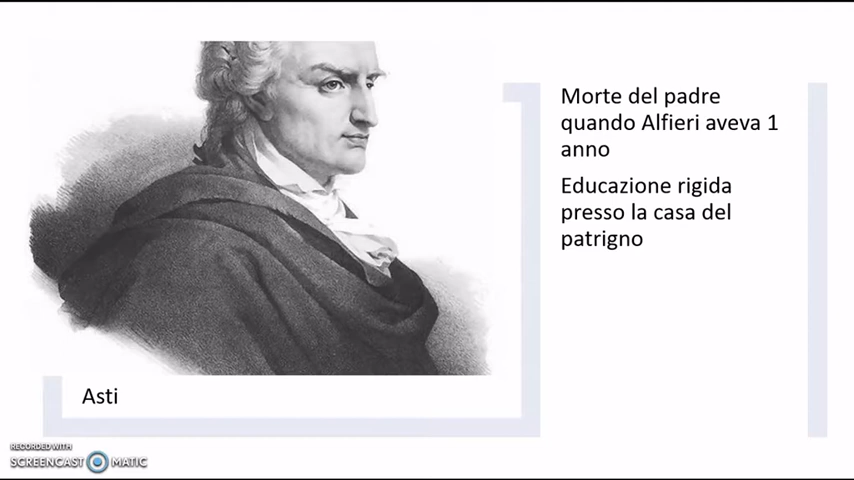 Morte del padre
quando Alfieri aveva 1
anno
Educazione rigida
presso la casa del
patrigno
Asti
RECORDED WITH
SCREENCAST MATIC